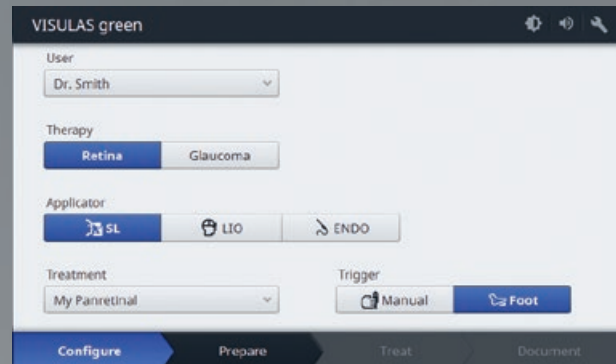 VISULAS green
User
Dr. Smith
Therapy
Retina Glaucoma
Applicator
SL LIO ENDO
Treatment Trigger
My Panretinal Manual Foot
Configure Prepare Treat Document